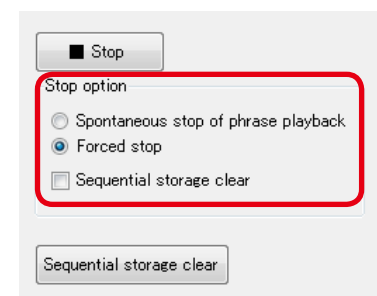 Stop
Stop option
Spontaneous stop of phrase playback
Forced stop
Sequential storage clear
Sequential storage clear